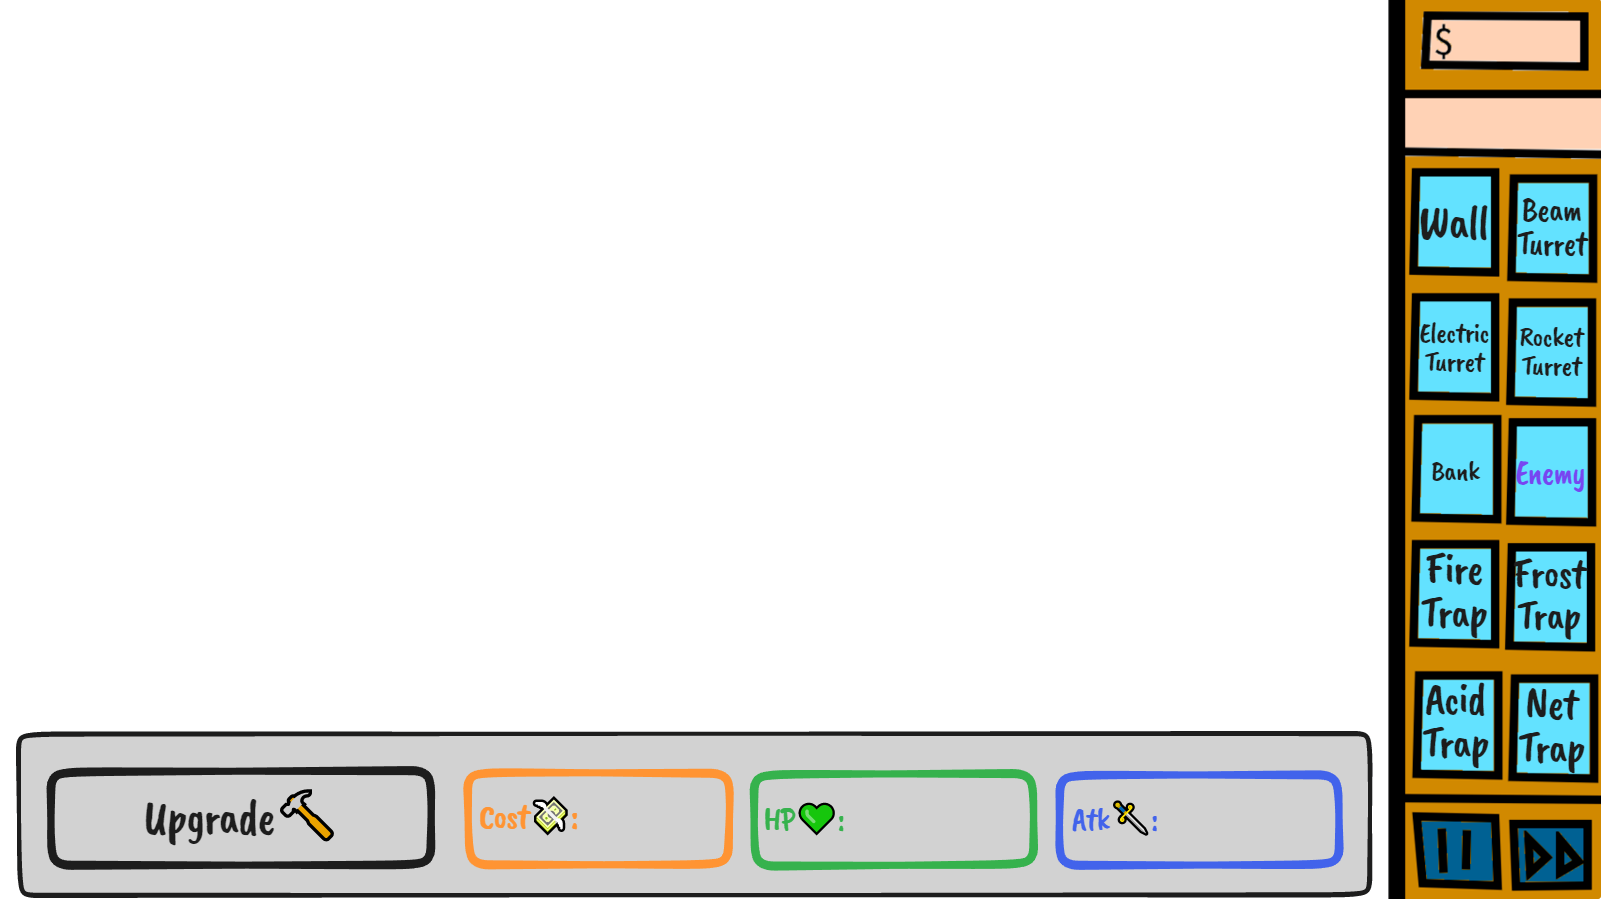 $
Wall
Beam
Turret
Electric
Turret
Rocket
Turret
Bank
Enemy
Fire
Trap
Frost
Trap
Acid
Trap
Net
Trap
Upgrade
Cost :
HP :
Atk :